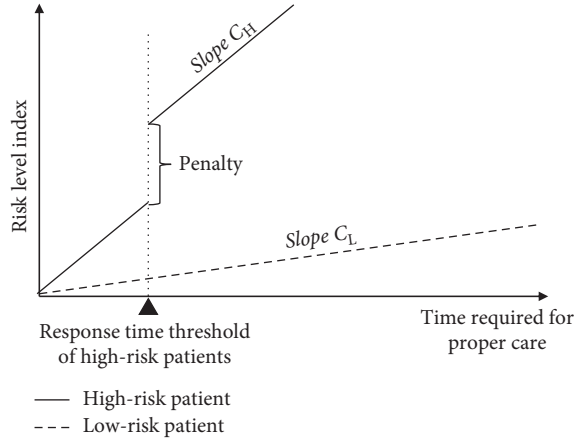 Risk level index
Slope C_H
Penalty
Slope C_L
Response time threshold
of high-risk patients
Time required for
proper care
High-risk patient
Low-risk patient